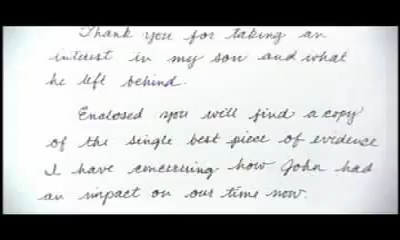 Thank you for taking an
interest in my son and what
he left behind.
Enclosed you will find a copy
of the single best piece of evidence
I have concerning how John had
an impact on our time now.